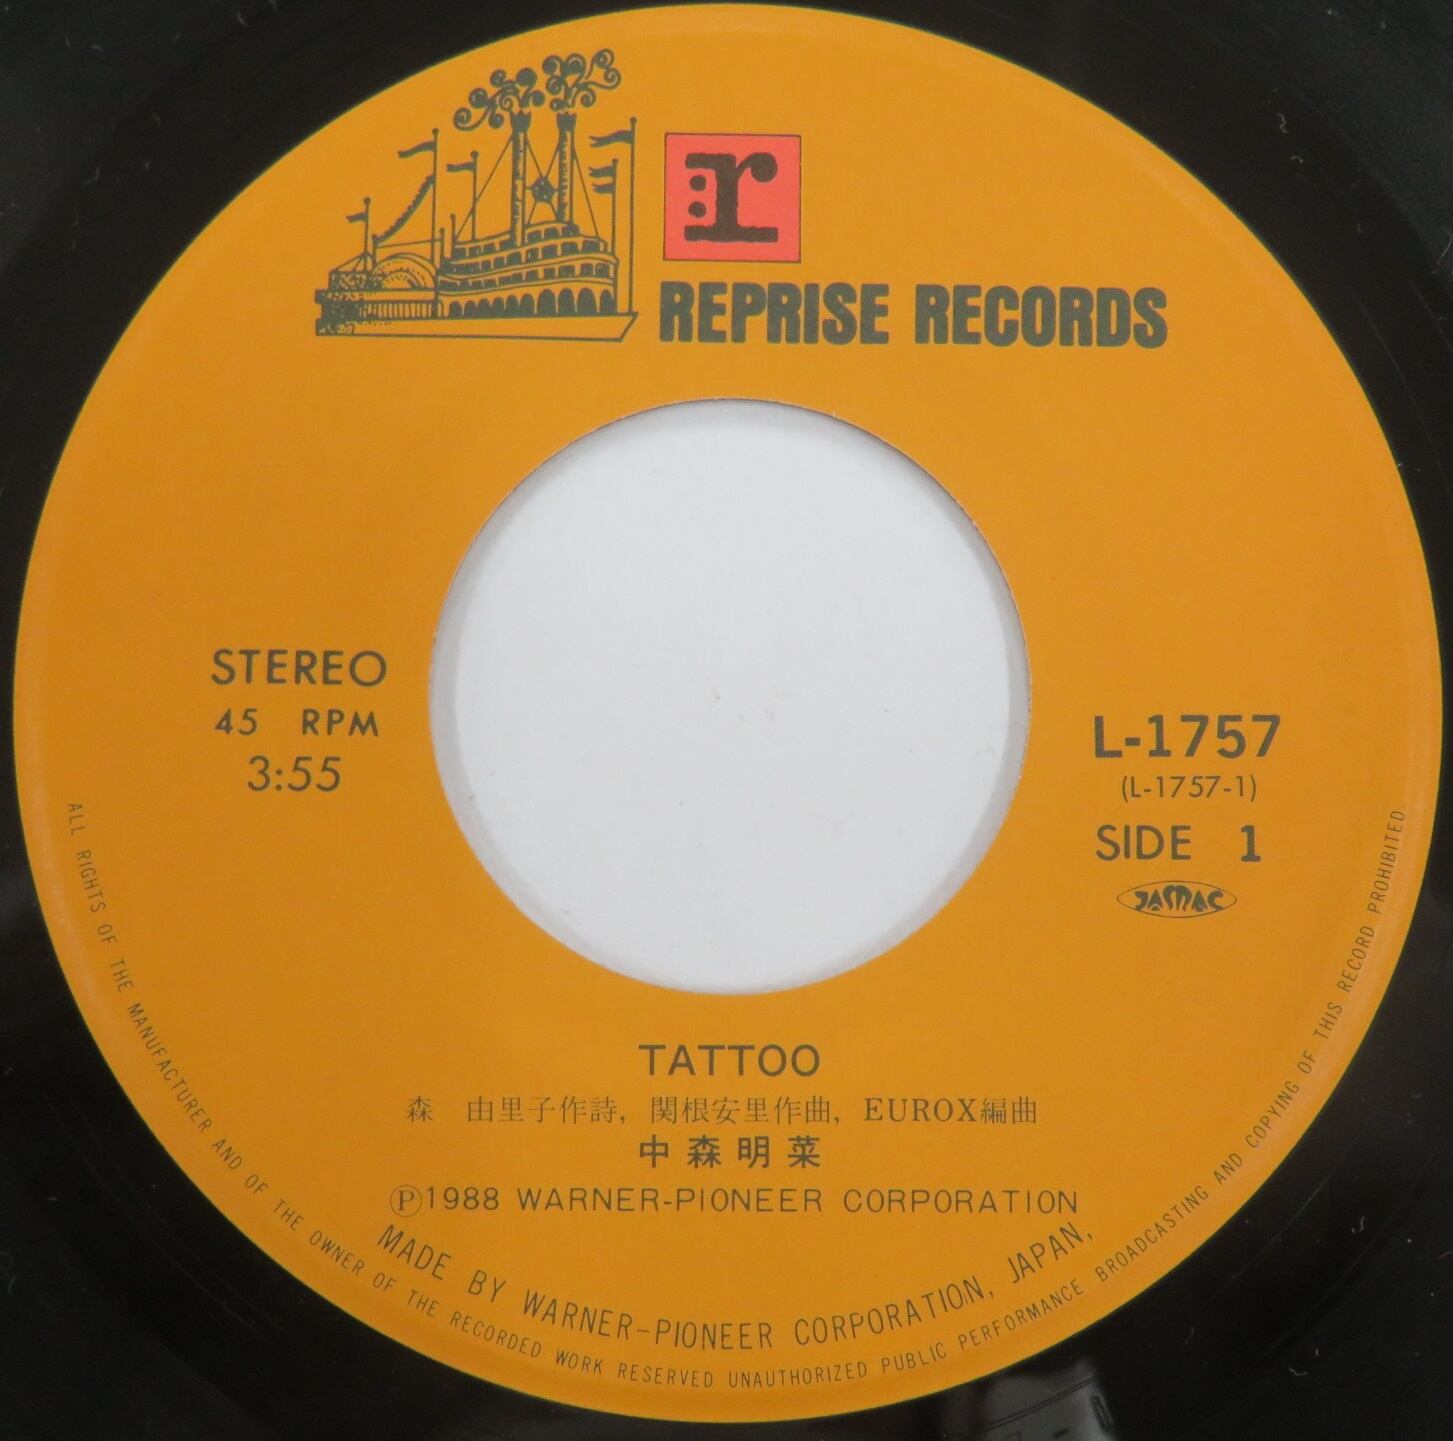 r
REPRISE RECORDS
STEREO
45 RPM
3:55
L-1757
(L-1757-1)
SIDE 1
JASRAC
TATTOO
森 由里子作詩, 関根安里作曲, EUROX編曲
中森明菜
Ⓟ1988 WARNER-PIONEER CORPORATION
MADE BY WARNER-PIONEER CORPORATION, JAPAN,
ALL RIGHTS OF THE MANUFACTURER AND OF THE OWNER OF THE RECORDED WORK RESERVED UNAUTHORIZED PUBLIC PERFORMANCE BROADCASTING AND COPYING OF THIS RECORD PROHIBITED.